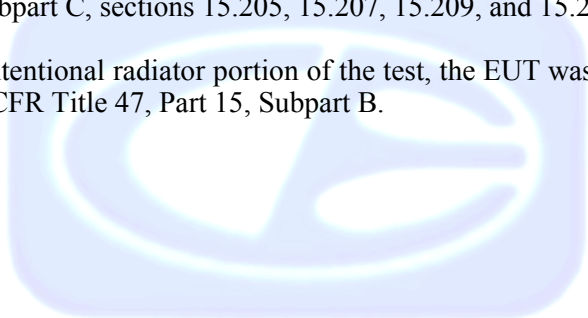 subpart C, sections 15.205, 15.207, 15.209, and 15.2
ntentional radiator portion of the test, the EUT was
CFR Title 47, Part 15, Subpart B.